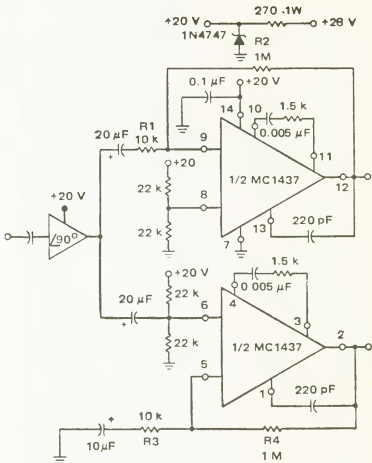 270 .1W
+20 V
+28 V
1N4747
R2
1M
+20 V
0.1 μF
14
10
1.5 k
0.005 μF
20 μF
R1
10 k
9
11
+20
22 k
8
1/2 MC1437
12
22 k
7
13
220 pF
+20 V
/90°
+20 V
22 k
20 μF
6
4
1.5 k
0 005 μF
3
22 k
5
1/2 MC1437
2
1
220 pF
10 k
10μF
R3
R4
1 M